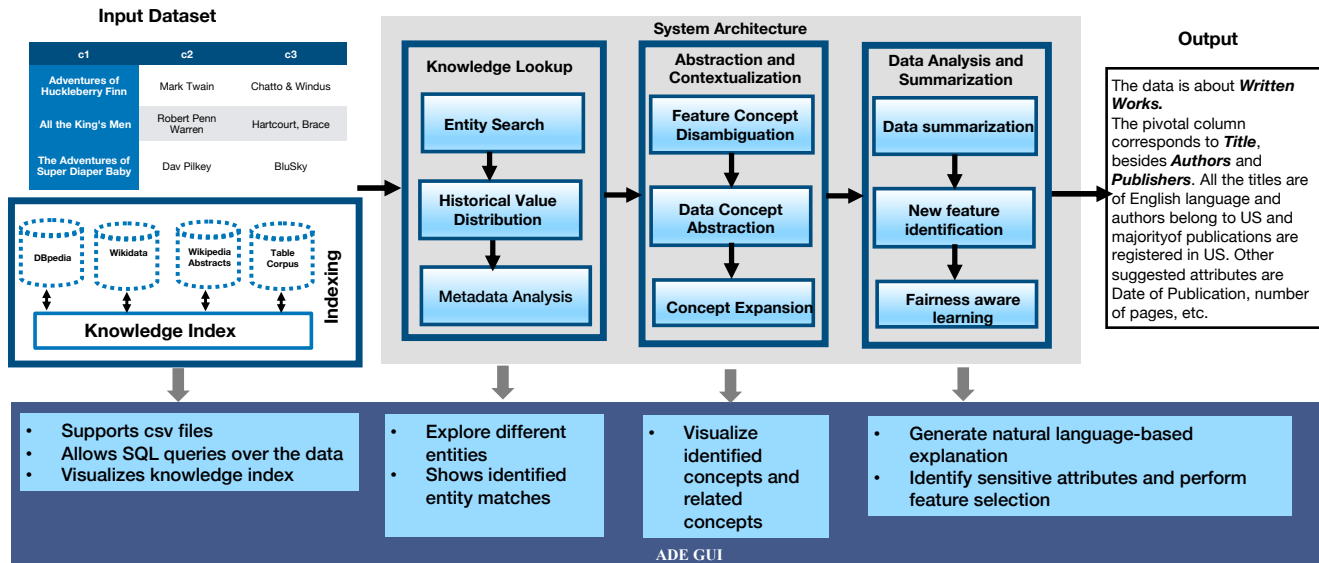 Input Dataset
c1 c2 c3
Adventures of
Huckleberry Finn
Mark Twain
Chatto & Windus
All the King's Men
Robert Penn
Warren
Hartcourt, Brace
The Adventures of
Super Diaper Baby
Dav Pilkey
BluSky
DBpedia
Wikidata
Wikipedia
Abstracts
Table
Corpus
Knowledge Index
Indexing
System Architecture
Knowledge Lookup
Entity Search
Historical Value
Distribution
Metadata Analysis
Abstraction and
Contextualization
Feature Concept
Disambiguation
Data Concept
Abstraction
Concept Expansion
Data Analysis and
Summarization
Data summarization
New feature
identification
Fairness aware
learning
Output
The data is about Written
Works.
The pivotal column
corresponds to Title,
besides Authors and
Publishers. All the titles are
of English language and
authors belong to US and
majorityof publications are
registered in US. Other
suggested attributes are
Date of Publication, number
of pages, etc.
• Supports csv files
• Allows SQL queries over the data
• Visualizes knowledge index
• Explore different
entities
• Shows identified
entity matches
• Visualize
identified
concepts and
related
concepts
• Generate natural language-based
explanation
• Identify sensitive attributes and perform
feature selection
ADE GUI